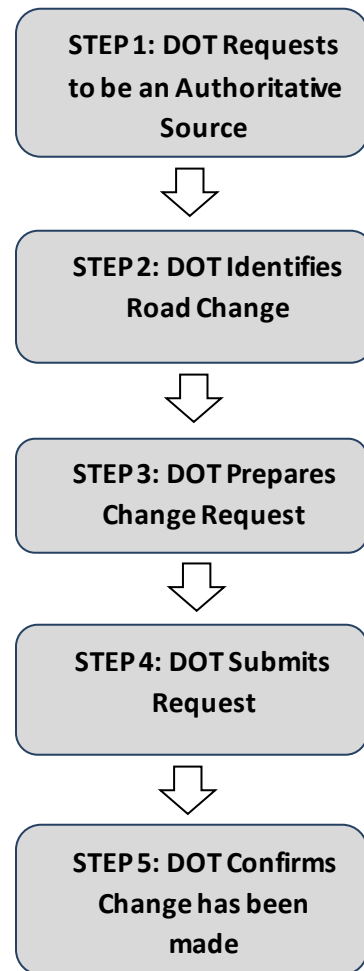 STEP 1: DOT Requests
to be an Authoritative
Source
STEP 2: DOT Identifies
Road Change
STEP 3: DOT Prepares
Change Request
STEP 4: DOT Submits
Request
STEP 5: DOT Confirms
Change has been
made